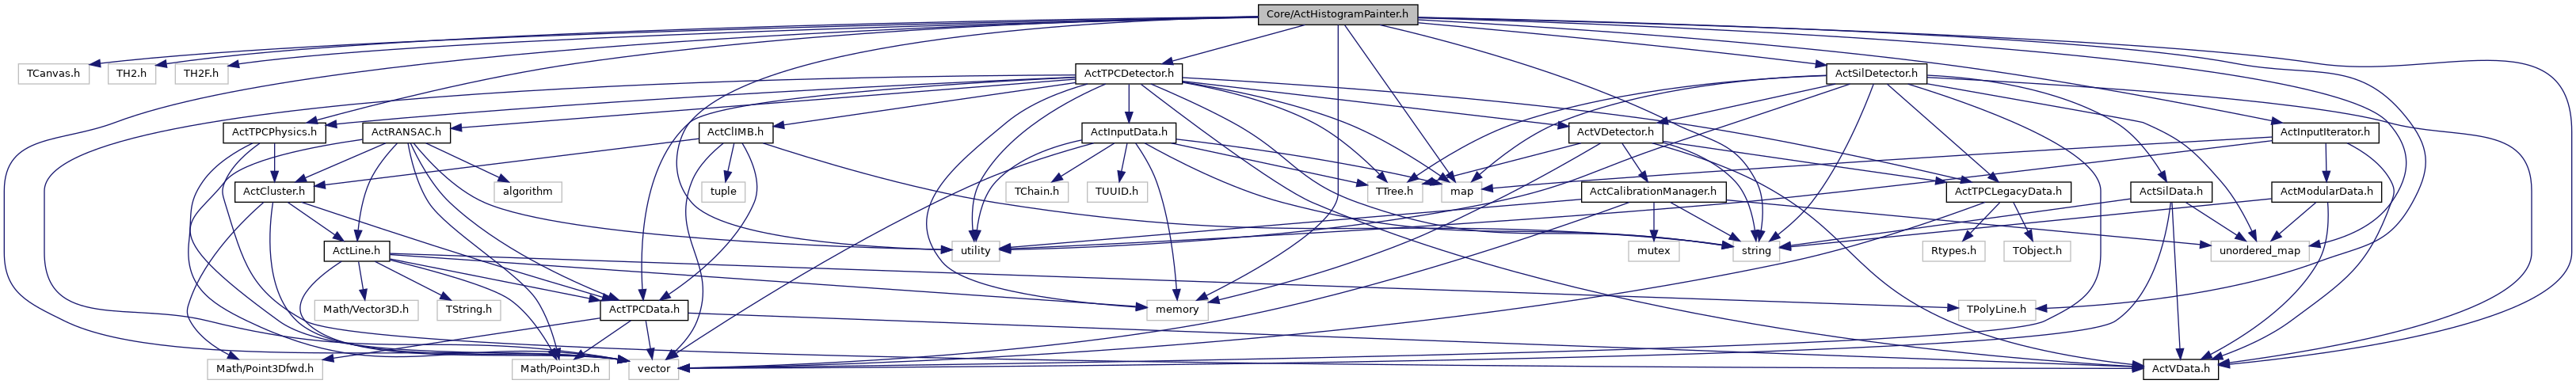 Core/ActHistogramPainter.h
TCanvas.h
TH2.h
TH2F.h
ActTPCDetector.h
ActSilDetector.h
ActTPCPhysics.h
ActRANSAC.h
ActClIMB.h
ActInputData.h
ActVDetector.h
ActInputIterator.h
ActCluster.h
algorithm
tuple
TChain.h
TUUID.h
TTree.h
map
ActCalibrationManager.h
ActTPCLegacyData.h
ActSilData.h
ActModularData.h
ActLine.h
utility
mutex
string
Rtypes.h
TObject.h
unordered_map
Math/Vector3D.h
TString.h
ActTPCData.h
memory
TPolyLine.h
Math/Point3Dfwd.h
Math/Point3D.h
vector
ActVData.h